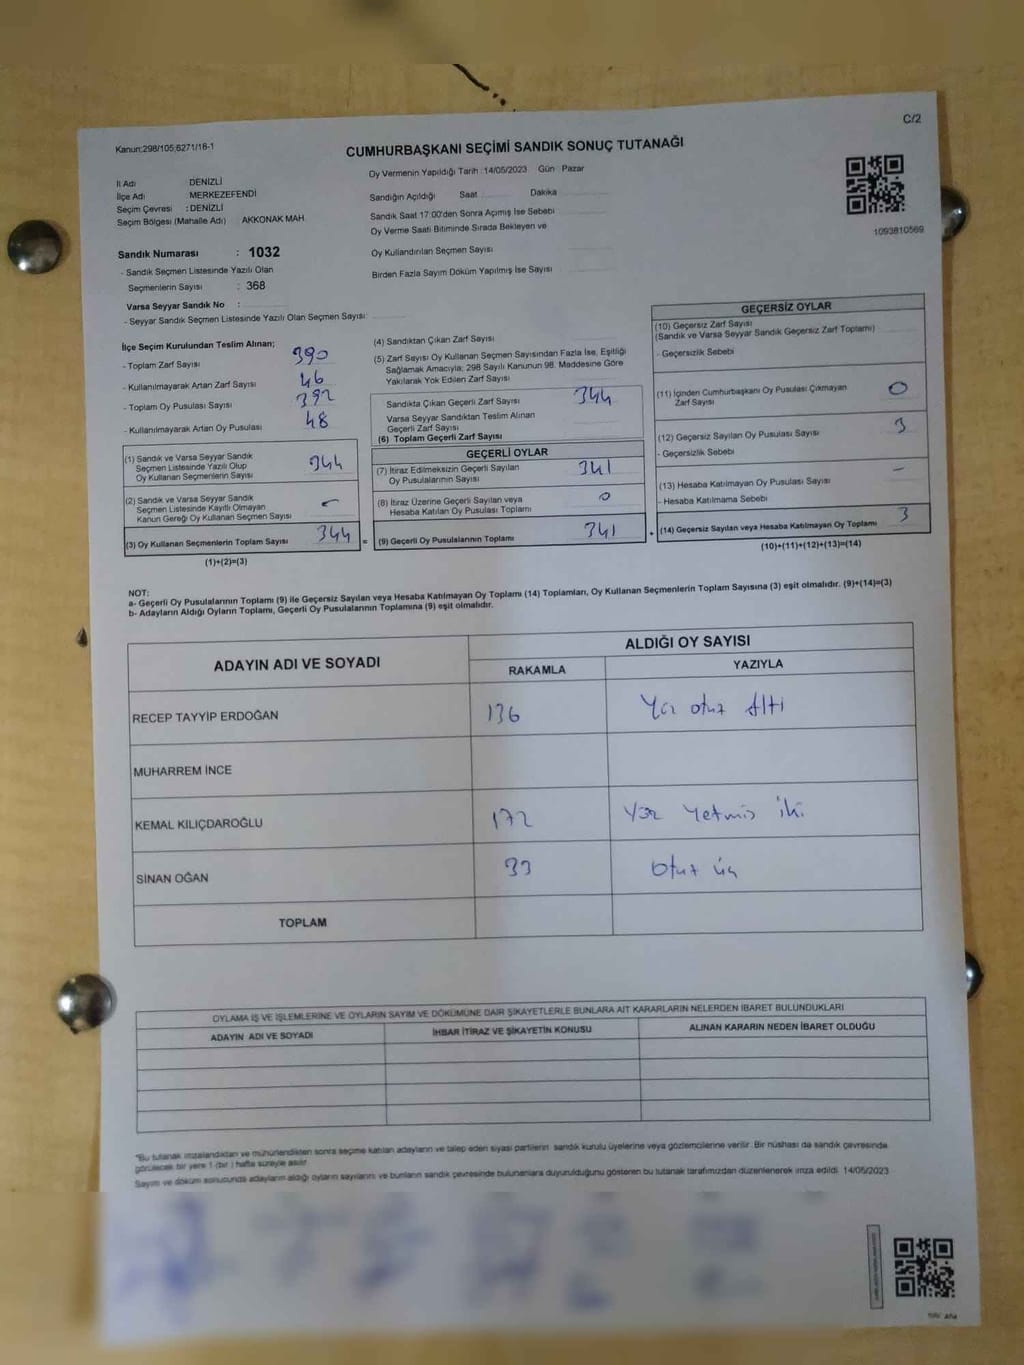 C/2
Kanun:298/105,6271/16-1
CUMHURBAŞKANI SEÇİMİ SANDIK SONUÇ TUTANAĞI
İl Adı DENİZLİ
İlçe Adı MERKEZEFENDİ
Seçim Çevresi : DENİZLİ
Seçim Bölgesi (Mahalle Adı) AKKONAK MAH.
Oy Vermenin Yapıldığı Tarih :14/05/2023 Gün Pazar
Sandığın Açıldığı Saat Dakika
Sandık Saat 17:00'den Sonra Açımış İse Sebebi
Oy Verme Saati Bitiminde Sırada Bekleyen ve
Oy Kullandırılan Seçmen Sayısı
Birden Fazla Sayım Döküm Yapılmış İse Sayısı
1093810569
Sandık Numarası : 1032
- Sandık Seçmen Listesinde Yazılı Olan
Seçmenlerin Sayısı : 368
Varsa Seyyar Sandık No :
- Seyyar Sandık Seçmen Listesinde Yazılı Olan Seçmen Sayısı:
İlçe Seçim Kurulundan Teslim Alınan;
- Toplam Zarf Sayısı 390
- Kullanılmayarak Artan Zarf Sayısı 46
- Toplam Oy Pusulası Sayısı 392
- Kullanılmayarak Artan Oy Pusulası 48
(1) Sandık ve Varsa Seyyar Sandık
Seçmen Listesinde Yazılı Olup
Oy Kullanan Seçmenlerin Sayısı 344
(2) Sandık ve Varsa Seyyar Sandık
Seçmen Listesinde Kayıtlı Olmayan
Kanun Gereği Oy Kullanan Seçmen Sayısı -
(3) Oy Kullanan Seçmenlerin Toplam Sayısı 344 =
(1)+(2)=(3)
(4) Sandıktan Çıkan Zarf Sayısı
(5) Zarf Sayısı Oy Kullanan Seçmen Sayısından Fazla İse, Eşitliği
Sağlamak Amacıyla; 298 Sayılı Kanunun 98. Maddesine Göre
Yakılarak Yok Edilen Zarf Sayısı
Sandıkta Çıkan Geçerli Zarf Sayısı 344
Varsa Seyyar Sandıktan Teslim Alınan
Geçerli Zarf Sayısı
(6) Toplam Geçerli Zarf Sayısı
GEÇERLİ OYLAR
(7) İtiraz Edilmeksizin Geçerli Sayılan
Oy Pusulalarının Sayısı 341
(8) İtiraz Üzerine Geçerli Sayılan veya
Hesaba Katılan Oy Pusulası Toplamı 0
(9) Geçerli Oy Pusulalarının Toplamı 341 +
GEÇERSİZ OYLAR
(10) Geçersiz Zarf Sayısı
(Sandık ve Varsa Seyyar Sandık Geçersiz Zarf Toplamı)
- Geçersizlik Sebebi
(11) İçinden Cumhurbaşkanı Oy Pusulası Çıkmayan
Zarf Sayısı 0
(12) Geçersiz Sayılan Oy Pusulası Sayısı 3
- Geçersizlik Sebebi
(13) Hesaba Katılmayan Oy Pusulası Sayısı -
- Hesaba Katılmama Sebebi
(14) Geçersiz Sayılan veya Hesaba Katılmayan Oy Toplamı 3
(10)+(11)+(12)+(13)=(14)
NOT:
a- Geçerli Oy Pusulalarının Toplamı (9) ile Geçersiz Sayılan veya Hesaba Katılmayan Oy Toplamı (14) Toplamları, Oy Kullanan Seçmenlerin Toplam Sayısına (3) eşit olmalıdır. (9)+(14)=(3)
b- Adayların Aldığı Oyların Toplamı, Geçerli Oy Pusulalarının Toplamına (9) eşit olmalıdır.
ADAYIN ADI VE SOYADI
ALDIĞI OY SAYISI
RAKAMLA YAZIYLA
RECEP TAYYİP ERDOĞAN 136 Yüz otuz Altı
MUHARREM İNCE
KEMAL KILIÇDAROĞLU 172 Yüz Yetmiş iki
SİNAN OĞAN 33 Otuz üç
TOPLAM
OYLAMA İŞ VE İŞLEMLERİNE VE OYLARIN SAYIM VE DÖKÜMÜNE DAİR ŞİKAYETLERLE BUNLARA AİT KARARLARIN NELERDEN İBARET BULUNDUKLARI
ADAYIN ADI VE SOYADI İHBAR İTİRAZ VE ŞİKAYETİN KONUSU ALINAN KARARIN NEDEN İBARET OLDUĞU
*Bu tutanak imzalandıktan ve mühürlendikten sonra seçime katılan adayların ve talep eden siyasi partilerin sandık kurulu üyelerine veya gözlemcilerine verilir. Bir nüshası da sandık çevresinde
görülecek bir yere 1 (bir) hafta süreyle asılır.
Sayım ve döküm sonucunda adayların aldığı oyların sayılarını ve bunların sandık çevresinde bulunanlara duyurulduğunu gösteren bu tutanak tarafımızdan düzenlenerek imza edildi. 14/05/2023